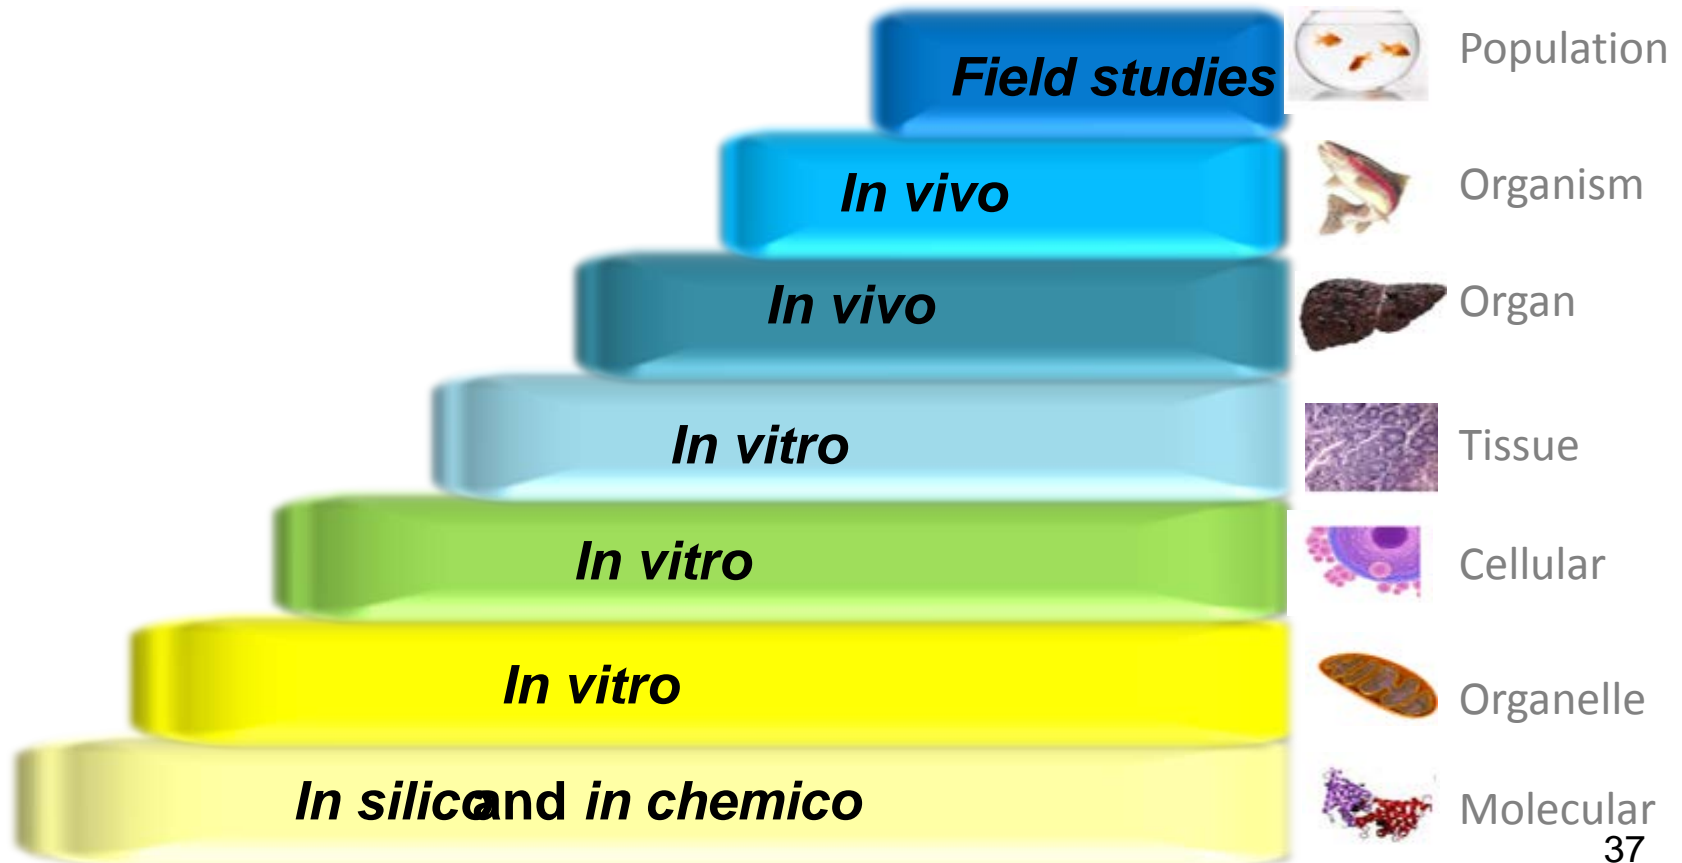 Field studies
Population
In vivo
Organism
In vivo
Organ
In vitro
Tissue
In vitro
Cellular
In vitro
Organelle
In silico and in chemico
Molecular
37